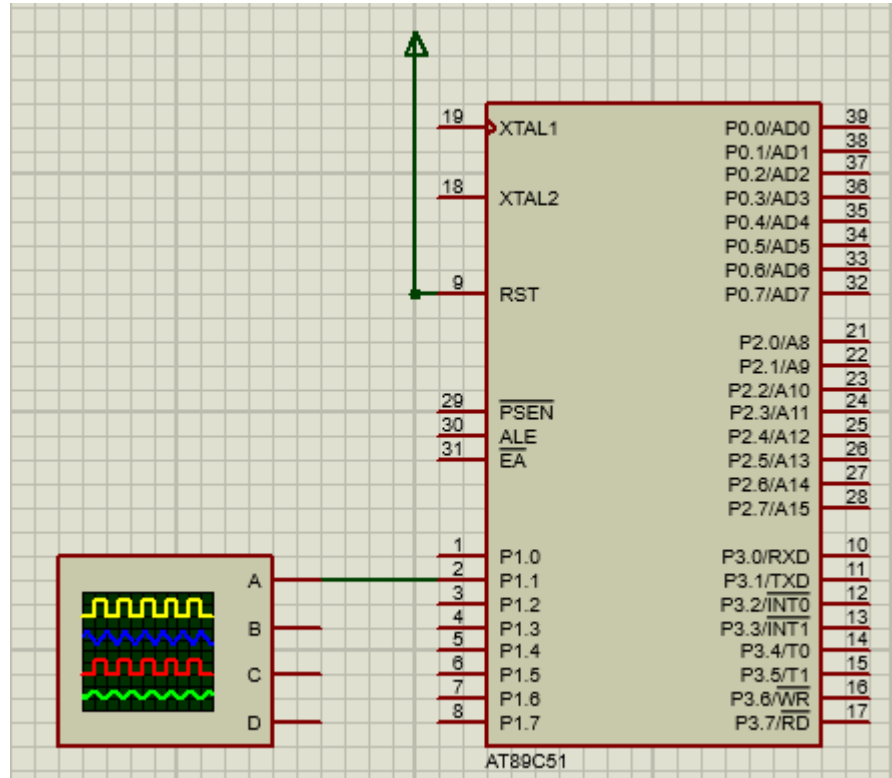 19 XTAL1 P0.0/AD0 39
P0.1/AD1 38
P0.2/AD2 37
18 XTAL2 P0.3/AD3 36
P0.4/AD4 35
P0.5/AD5 34
P0.6/AD6 33
9 RST P0.7/AD7 32
P2.0/A8 21
P2.1/A9 22
P2.2/A10 23
29 PSEN P2.3/A11 24
30 ALE P2.4/A12 25
31 EA P2.5/A13 26
P2.6/A14 27
P2.7/A15 28
1 P1.0 P3.0/RXD 10
A 2 P1.1 P3.1/TXD 11
3 P1.2 P3.2/INT0 12
B 4 P1.3 P3.3/INT1 13
5 P1.4 P3.4/T0 14
C 6 P1.5 P3.5/T1 15
7 P1.6 P3.6/WR 16
D 8 P1.7 P3.7/RD 17
AT89C51